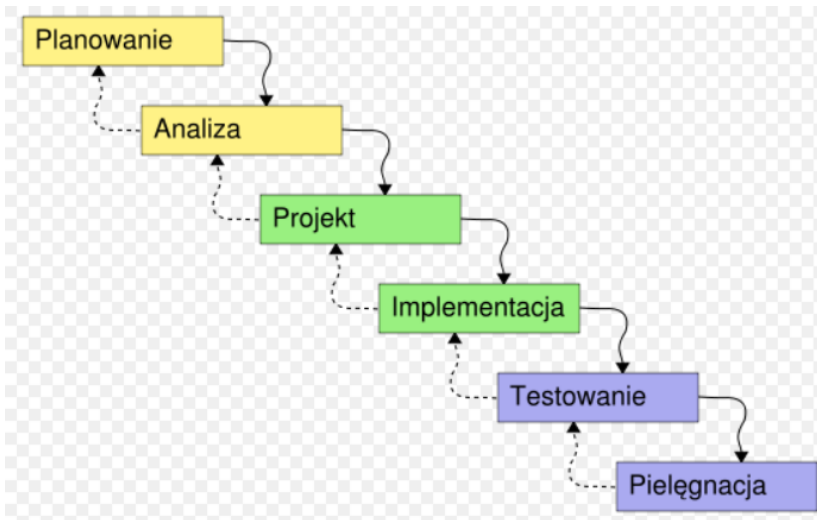 Planowanie
Analiza
Projekt
Implementacja
Testowanie
Pielęgnacja